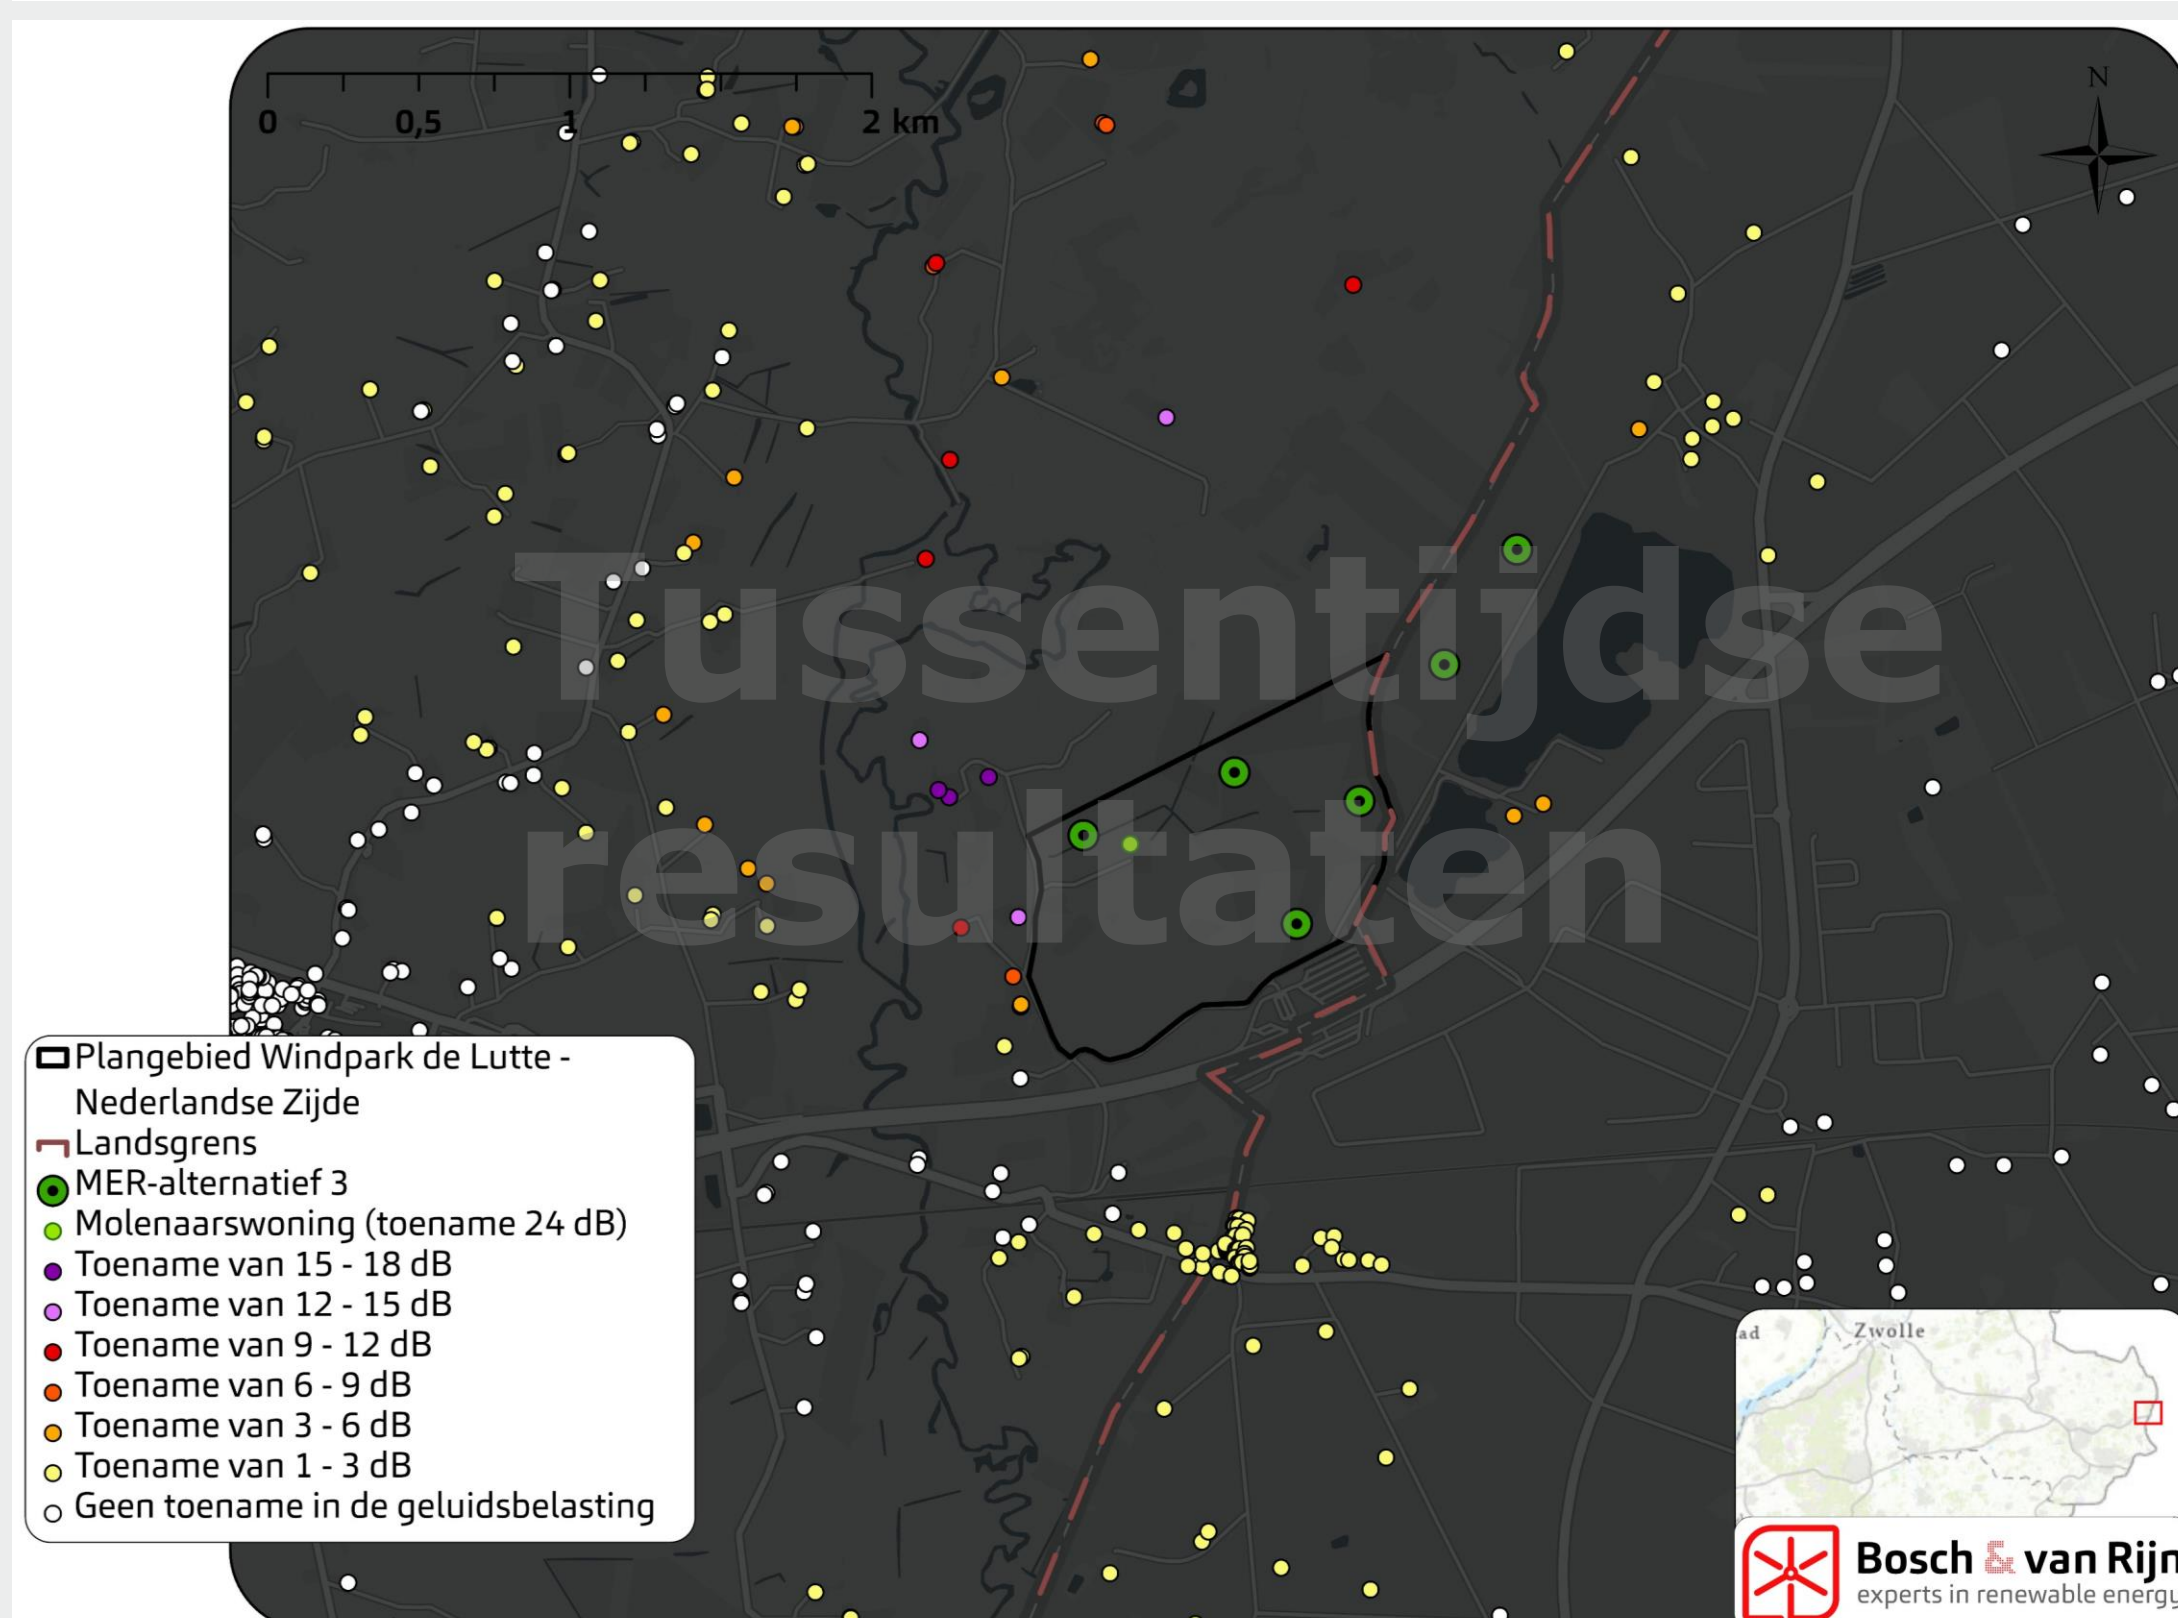 N
0 0,5 1 2 km
Tussentijdse
resultaten
Plangebied Windpark de Lutte -
Nederlandse Zijde
Landsgrens
MER-alternatief 3
Molenaarswoning (toename 24 dB)
Toename van 15 - 18 dB
Toename van 12 - 15 dB
Toename van 9 - 12 dB
Toename van 6 - 9 dB
Toename van 3 - 6 dB
Toename van 1 - 3 dB
Geen toename in de geluidsbelasting
ad Zwolle
Bosch & van Rijn
experts in renewable energy